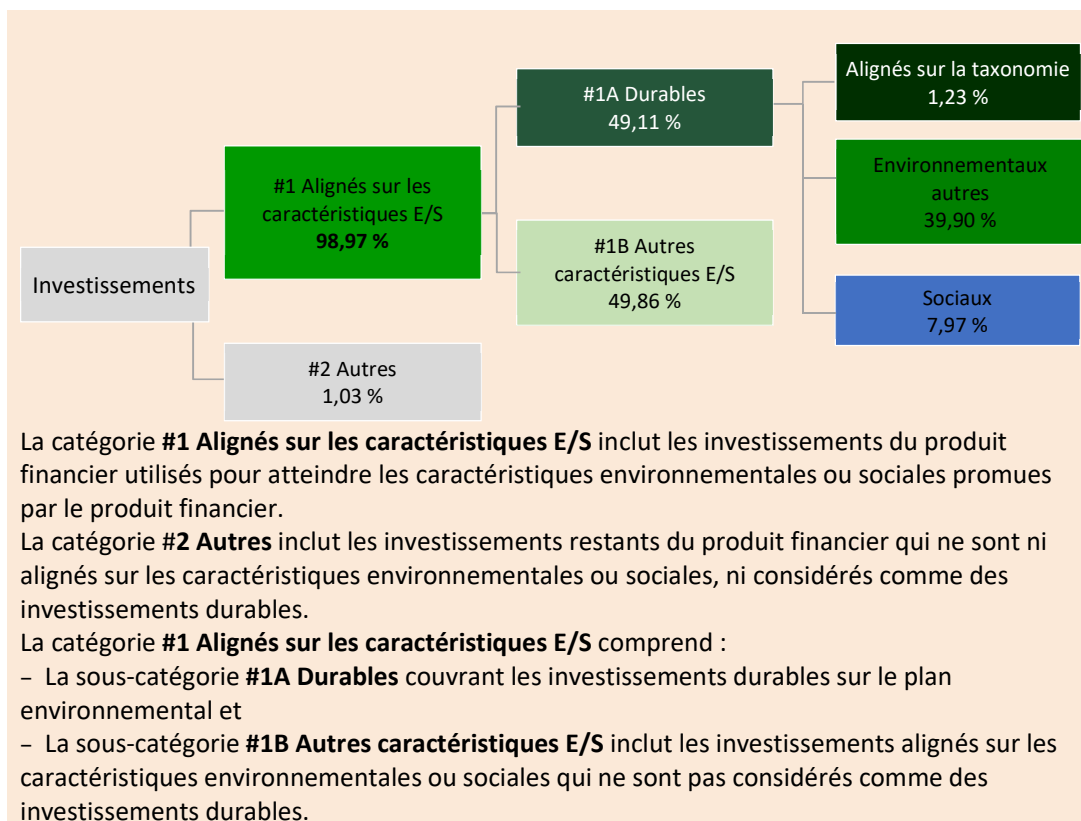 Investissements
#1 Alignés sur les
caractéristiques E/S
98,97 %
#2 Autres
1,03 %
#1A Durables
49,11 %
#1B Autres
caractéristiques E/S
49,86 %
Alignés sur la taxonomie
1,23 %
Environnementaux
autres
39,90 %
Sociaux
7,97 %
La catégorie #1 Alignés sur les caractéristiques E/S inclut les investissements du produit
financier utilisés pour atteindre les caractéristiques environnementales ou sociales promues
par le produit financier.
La catégorie #2 Autres inclut les investissements restants du produit financier qui ne sont ni
alignés sur les caractéristiques environnementales ou sociales, ni considérés comme des
investissements durables.
La catégorie #1 Alignés sur les caractéristiques E/S comprend :
– La sous-catégorie #1A Durables couvrant les investissements durables sur le plan
environnemental et
– La sous-catégorie #1B Autres caractéristiques E/S inclut les investissements alignés sur les
caractéristiques environnementales ou sociales qui ne sont pas considérés comme des
investissements durables.